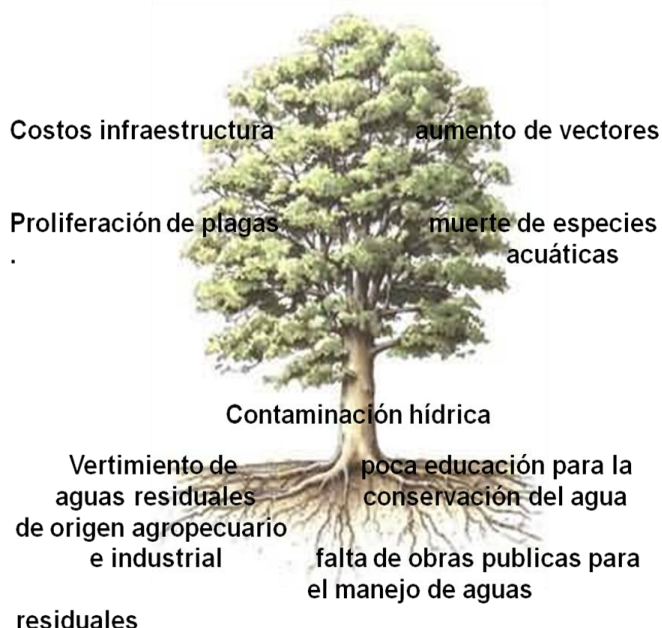 Costos infraestructura aumento de vectores
Proliferación de plagas muerte de especies
. acuáticas
Contaminación hídrica
Vertimiento de poca educación para la
aguas residuales conservación del agua
de origen agropecuario
e industrial falta de obras publicas para
el manejo de aguas
residuales